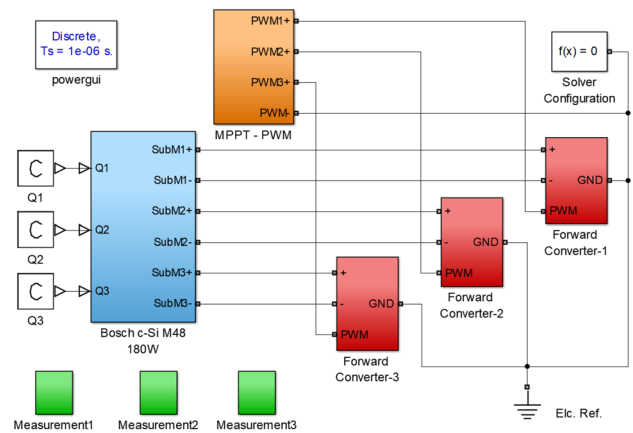 Discrete,
Ts = 1e-06 s.
powergui
PWM1+
PWM2+
PWM3+
PWM-
MPPT - PWM
f(x) = 0
Solver
Configuration
C
Q1
C
Q2
C
Q3
Q1
Q2
Q3
SubM1+
SubM1-
SubM2+
SubM2-
SubM3+
SubM3-
Bosch c-Si M48
180W
+
-
GND
PWM
Forward
Converter-1
+
-
GND
PWM
Forward
Converter-2
+
-
GND
PWM
Forward
Converter-3
Measurement1
Measurement2
Measurement3
Elc. Ref.